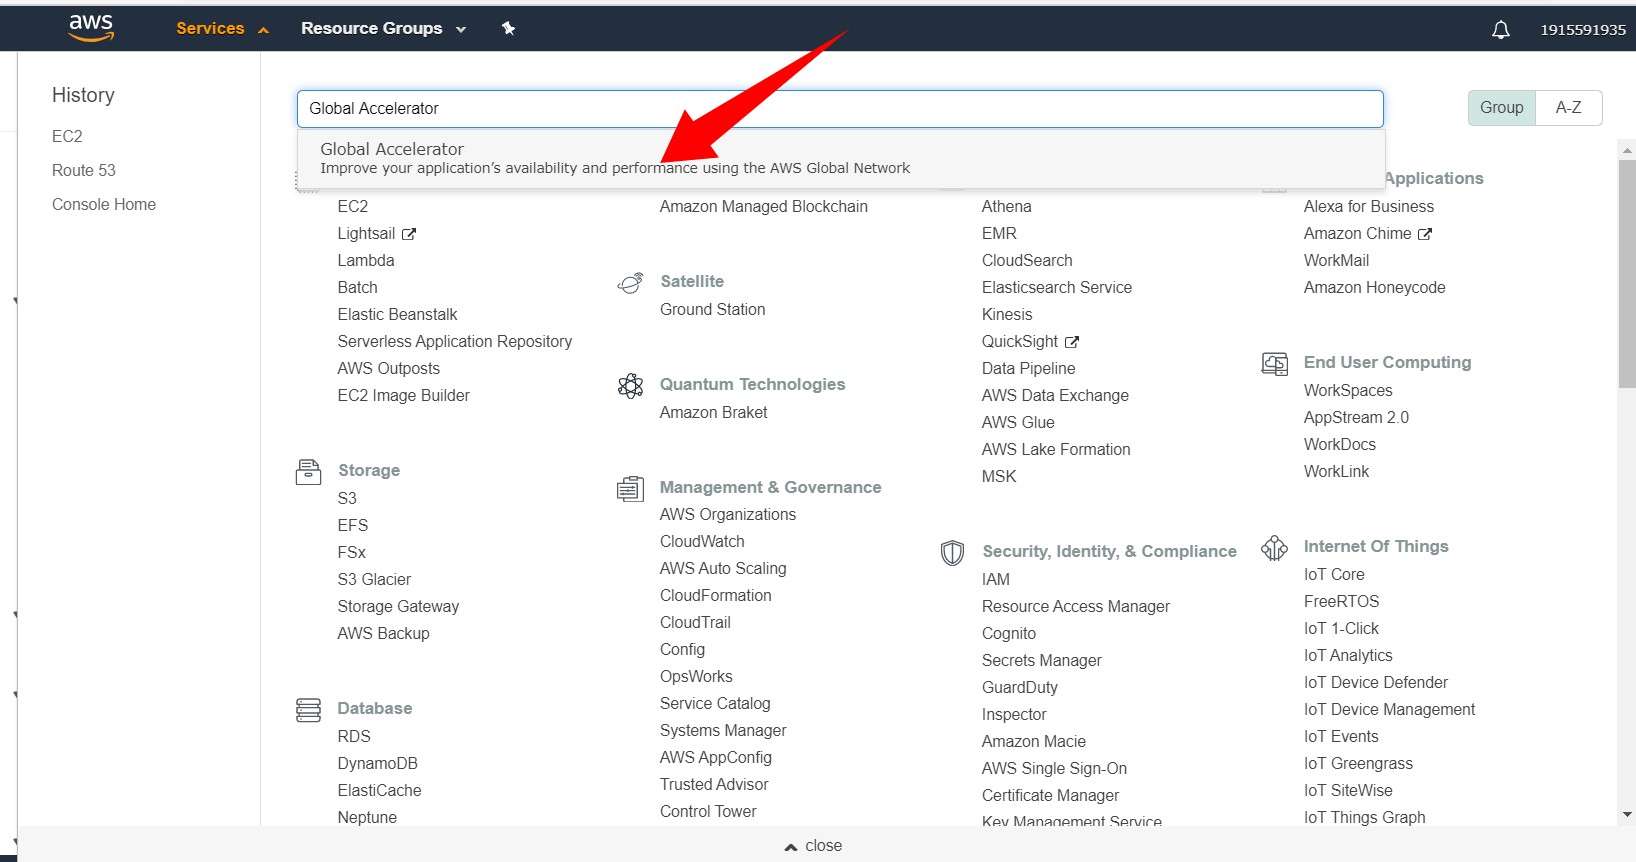 aws
Services
Resource Groups
1915591935
History
EC2
Route 53
Console Home
Global Accelerator
Group
A-Z
Global Accelerator
Improve your application's availability and performance using the AWS Global Network
EC2
Lightsail
Lambda
Batch
Elastic Beanstalk
Serverless Application Repository
AWS Outposts
EC2 Image Builder
Storage
S3
EFS
FSx
S3 Glacier
Storage Gateway
AWS Backup
Database
RDS
DynamoDB
ElastiCache
Neptune
Amazon Managed Blockchain
Satellite
Ground Station
Quantum Technologies
Amazon Braket
Management & Governance
AWS Organizations
CloudWatch
AWS Auto Scaling
CloudFormation
CloudTrail
Config
OpsWorks
Service Catalog
Systems Manager
AWS AppConfig
Trusted Advisor
Control Tower
Athena
EMR
CloudSearch
Elasticsearch Service
Kinesis
QuickSight
Data Pipeline
AWS Data Exchange
AWS Glue
AWS Lake Formation
MSK
Security, Identity, & Compliance
IAM
Resource Access Manager
Cognito
Secrets Manager
GuardDuty
Inspector
Amazon Macie
AWS Single Sign-On
Certificate Manager
Key Management Service
Applications
Alexa for Business
Amazon Chime
WorkMail
Amazon Honeycode
End User Computing
WorkSpaces
AppStream 2.0
WorkDocs
WorkLink
Internet Of Things
IoT Core
FreeRTOS
IoT 1-Click
IoT Analytics
IoT Device Defender
IoT Device Management
IoT Events
IoT Greengrass
IoT SiteWise
IoT Things Graph
close